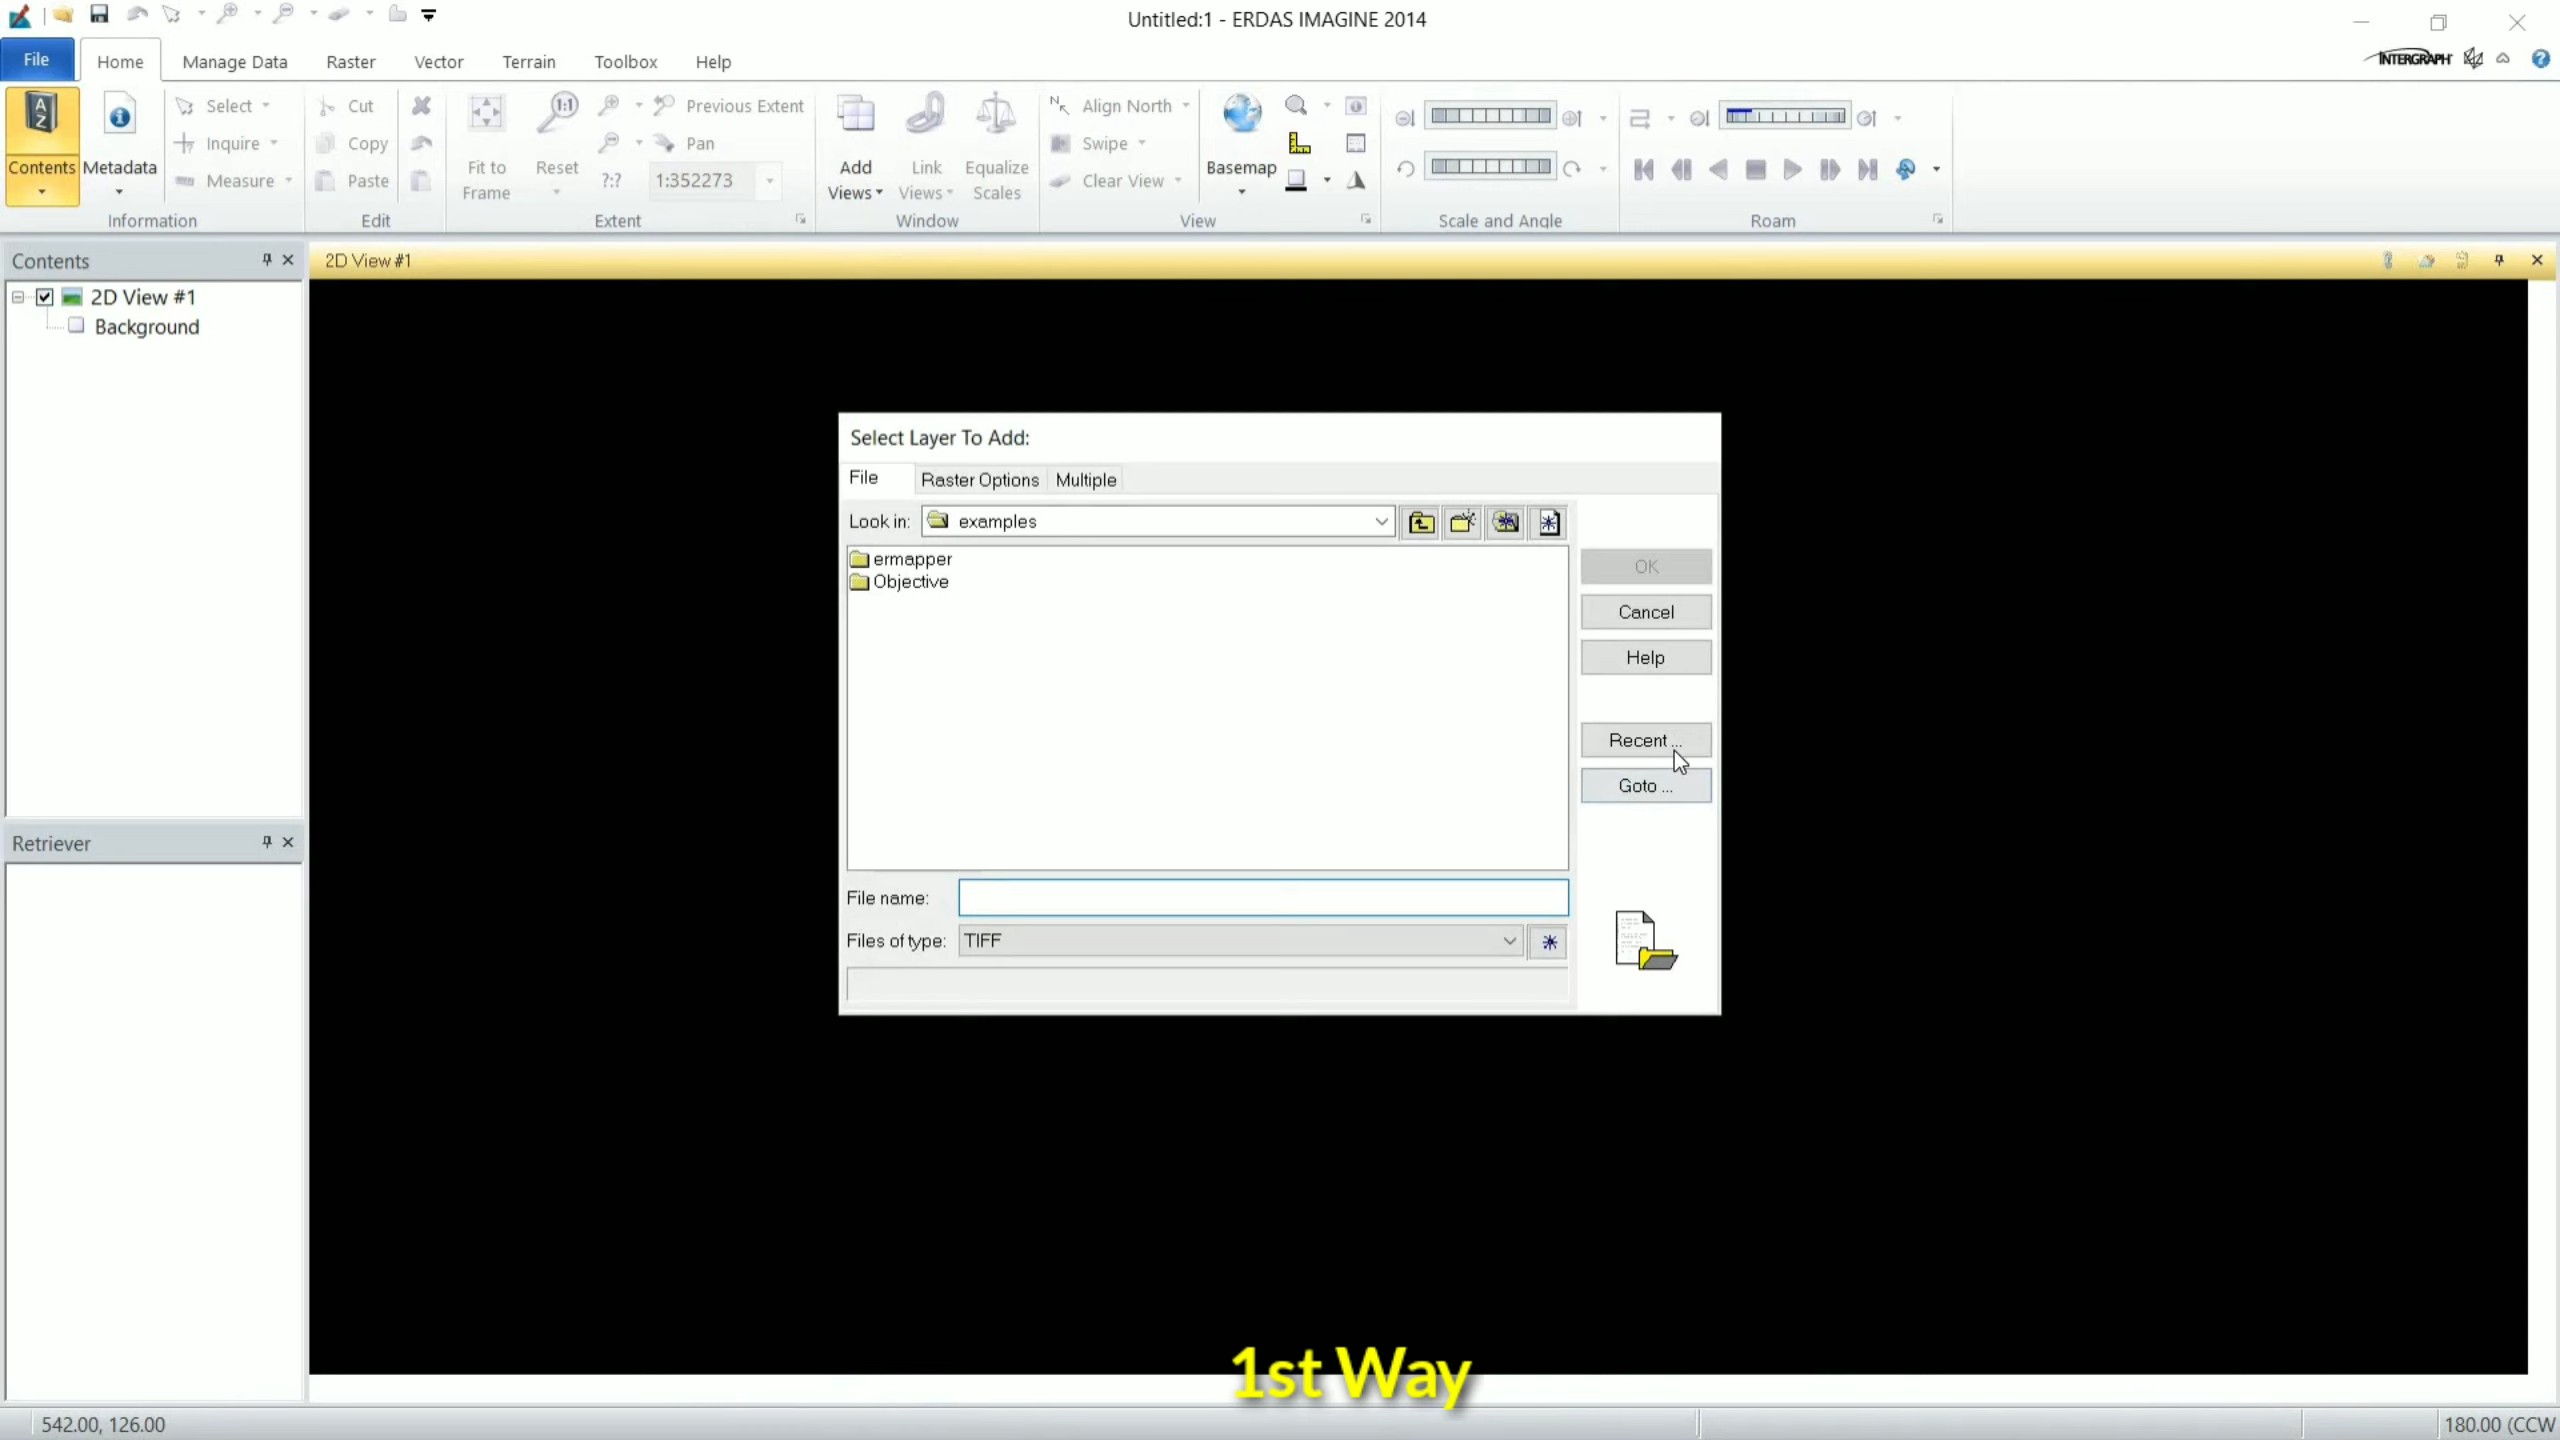 Untitled:1 - ERDAS IMAGINE 2014
File Home Manage Data Raster Vector Terrain Toolbox Help
INTERGRAPH
Contents
Metadata
Select
Inquire
Measure
Information
Cut
Copy
Paste
Edit
Fit to Frame
1:1
Reset
?:?
Previous Extent
Pan
1:352273
Extent
Add Views
Link Views
Equalize Scales
Window
Align North
Swipe
Clear View
Basemap
View
Scale and Angle
Roam
Contents
2D View #1
Background
2D View #1
Select Layer To Add:
File Raster Options Multiple
Look in: examples
ermapper
Objective
OK
Cancel
Help
Recent ...
Goto ...
File name:
Files of type: TIFF
Retriever
1st Way
542.00, 126.00
180.00 (CCW